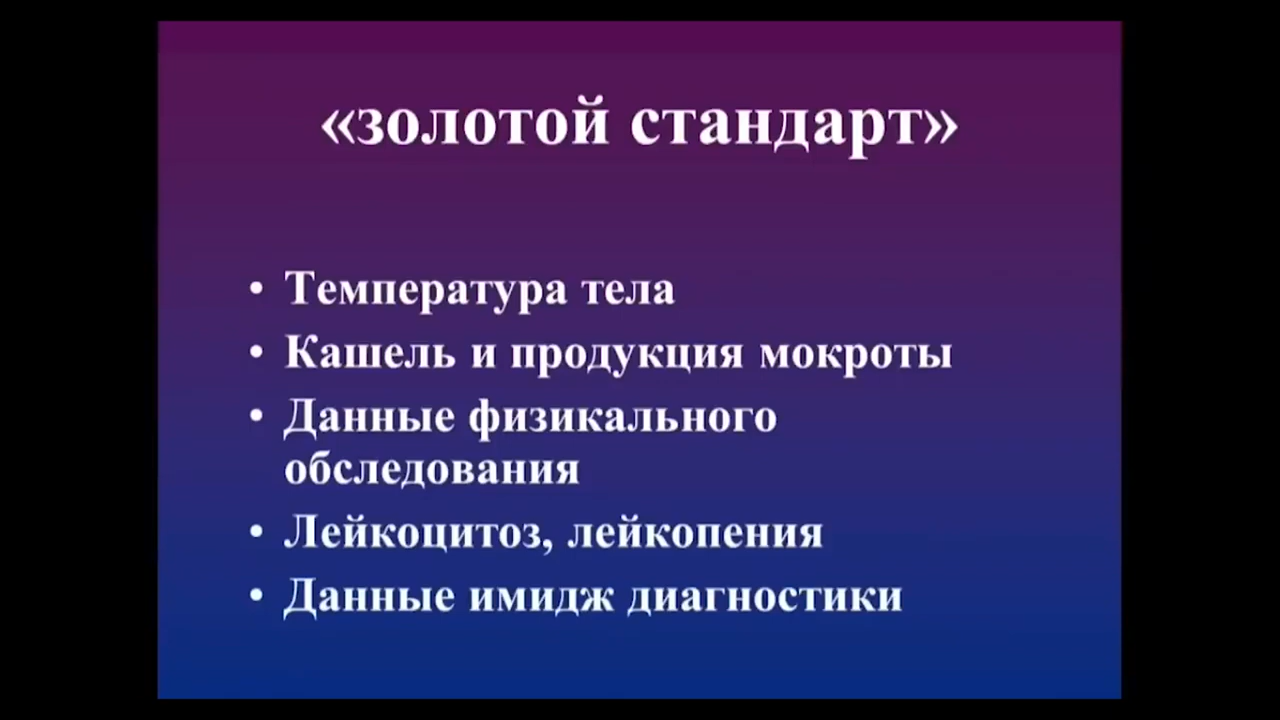 «золотой стандарт»
• Температура тела
• Кашель и продукция мокроты
• Данные физикального
обследования
• Лейкоцитоз, лейкопения
• Данные имидж диагностики